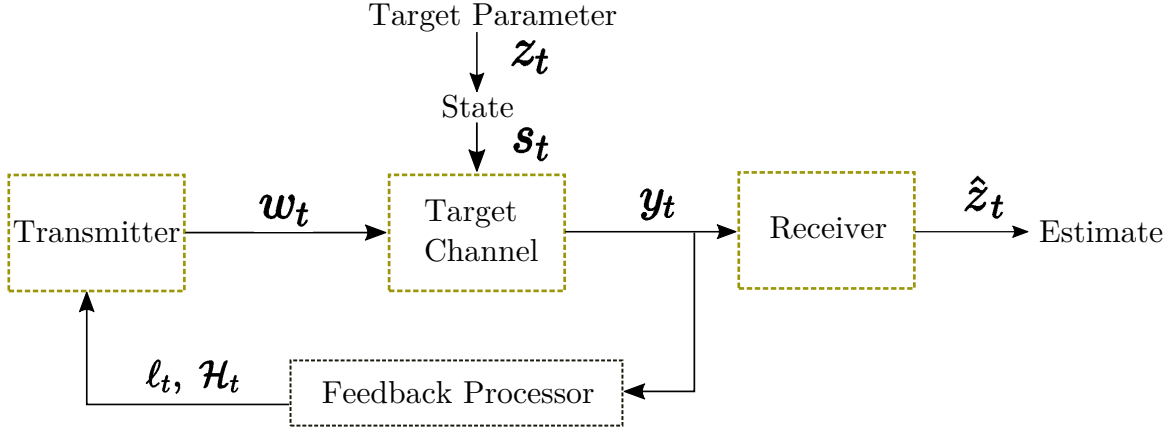 Target Parameter
z_t
State
s_t
Transmitter
w_t
Target
Channel
y_t
Receiver
ẑ_t
Estimate
ℓ_t, ℋ_t
Feedback Processor